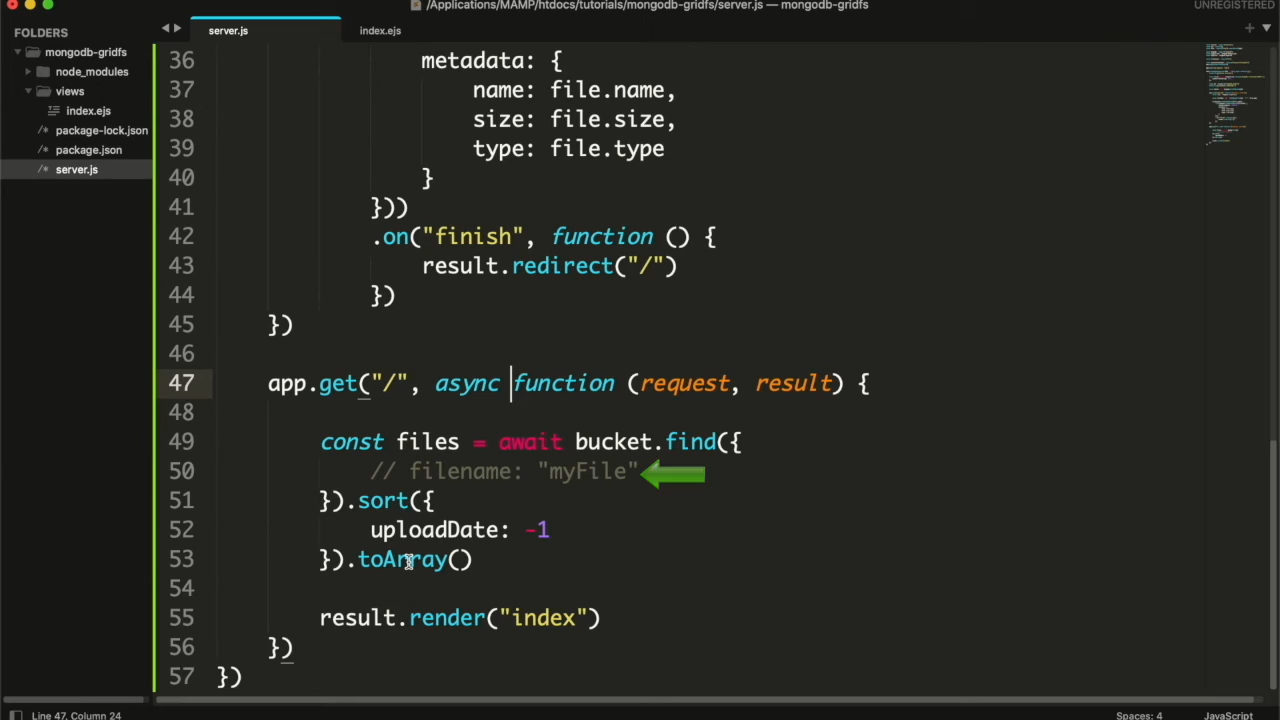 /Applications/MAMP/htdocs/tutorials/mongodb-gridfs/server.js — mongodb-gridfs
UNREGISTERED
FOLDERS
mongodb-gridfs
node_modules
views
index.ejs
package-lock.json
package.json
server.js
server.js
index.ejs
36 metadata: {
37 name: file.name,
38 size: file.size,
39 type: file.type
40 }
41 }))
42 .on("finish", function () {
43 result.redirect("/")
44 })
45 })
46
47 app.get("/", async function (request, result) {
48
49 const files = await bucket.find({
50 // filename: "myFile"
51 }).sort({
52 uploadDate: -1
53 }).toArray()
54
55 result.render("index")
56 })
57 })
Line 47, Column 24
Spaces: 4
JavaScript